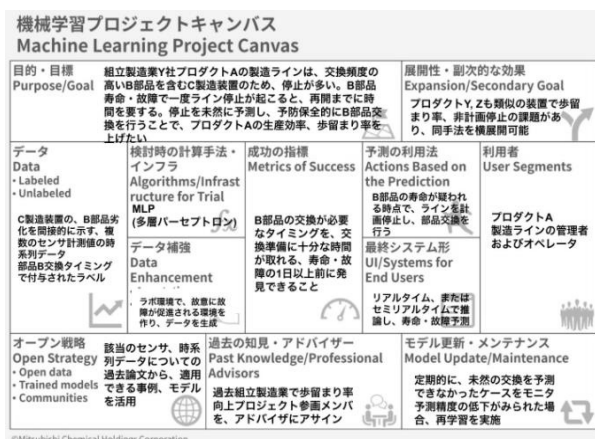 機械学習プロジェクトキャンバス
Machine Learning Project Canvas
目的・目標
Purpose/Goal
組立製造業Y社プロダクトAの製造ラインは、交換頻度の
高いB部品を含むC製造装置のため、停止が多い。B部品
寿命・故障で一度ライン停止が起こると、再開までに時
間を要する。停止を未然に予測し、予防保全的にB部品交
換を行うことで、プロダクトAの生産効率、歩留まり率を
上げたい
展開性・副次的な効果
Expansion/Secondary Goal
プロダクトY, Zも類似の装置で歩留
まり率、非計画停止の課題があ
り、同手法を横展開可能
データ
Data
• Labeled
• Unlabeled
C製造装置の、B部品劣
化を間接的に示す、複
数のセンサ計測値の時
系列データ
部品B交換タイミング
で付与されたラベル
検討時の計算手法・
インフラ
Algorithms/Infrast
ructure for Trial
MLP
(多層パーセプトロン)
データ補強
Data
Enhancement
ラボ環境で、故意に故
障が促進される環境を
作り、データを生成
成功の指標
Metrics of Success
B部品の交換が必要
なタイミングを、交
換準備に十分な時間
が取れる、寿命・故
障の1日以上前に発
見できること
予測の利用法
Actions Based on
the Prediction
B部品の寿命が疑われ
る時点で、ラインを計
画停止し、部品交換を
行う
最終システム形
UI/Systems for
End Users
リアルタイム、または
セミリアルタイムで推
論し、寿命・故障予測
利用者
User Segments
プロダクトA
製造ラインの管理者
およびオペレータ
オープン戦略
Open Strategy
• Open data
• Trained models
• Communities
該当のセンサ、時系
列データについての
過去論文から、適用
できる事例、モデル
を活用
過去の知見・アドバイザー
Past Knowledge/Professional
Advisors
過去組立製造業で歩留まり率
向上プロジェクト参画メンバ
を、アドバイザにアサイン
モデル更新・メンテナンス
Model Update/Maintenance
定期的に、未然の交換を予測
できなかったケースをモニタ
予測精度の低下がみられた場
合、再学習を実施
©Mitsubishi Chemical Holdings Corporation